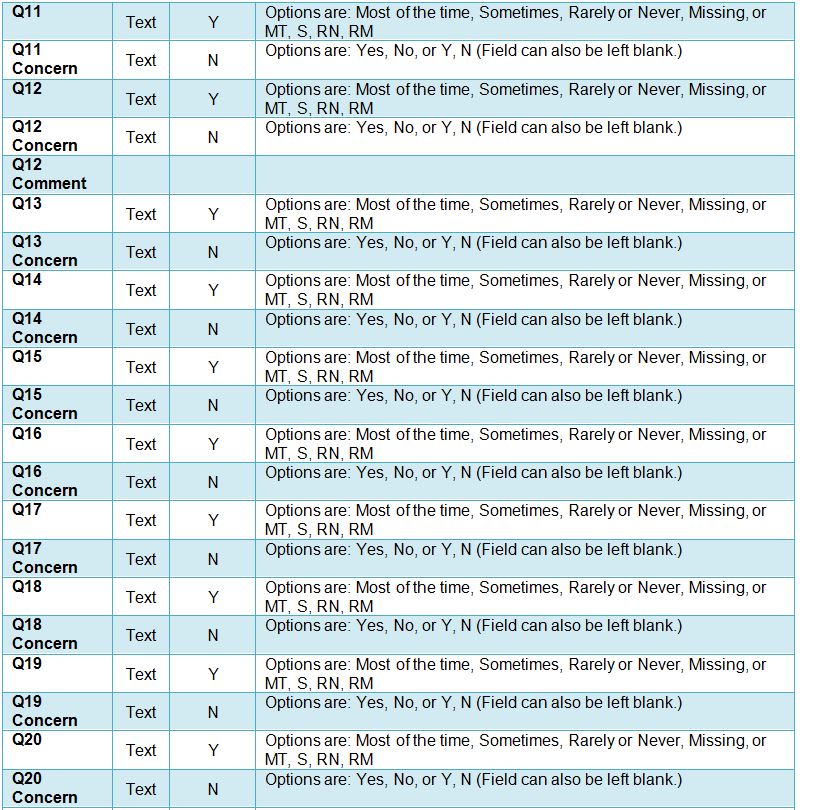 Q11 Text Y Options are: Most of the time, Sometimes, Rarely or Never, Missing, or
MT, S, RN, RM
Q11
Concern Text N Options are: Yes, No, or Y, N (Field can also be left blank.)
Q12 Text Y Options are: Most of the time, Sometimes, Rarely or Never, Missing, or
MT, S, RN, RM
Q12
Concern Text N Options are: Yes, No, or Y, N (Field can also be left blank.)
Q12
Comment
Q13 Text Y Options are: Most of the time, Sometimes, Rarely or Never, Missing, or
MT, S, RN, RM
Q13
Concern Text N Options are: Yes, No, or Y, N (Field can also be left blank.)
Q14 Text Y Options are: Most of the time, Sometimes, Rarely or Never, Missing, or
MT, S, RN, RM
Q14
Concern Text N Options are: Yes, No, or Y, N (Field can also be left blank.)
Q15 Text Y Options are: Most of the time, Sometimes, Rarely or Never, Missing, or
MT, S, RN, RM
Q15
Concern Text N Options are: Yes, No, or Y, N (Field can also be left blank.)
Q16 Text Y Options are: Most of the time, Sometimes, Rarely or Never, Missing, or
MT, S, RN, RM
Q16
Concern Text N Options are: Yes, No, or Y, N (Field can also be left blank.)
Q17 Text Y Options are: Most of the time, Sometimes, Rarely or Never, Missing, or
MT, S, RN, RM
Q17
Concern Text N Options are: Yes, No, or Y, N (Field can also be left blank.)
Q18 Text Y Options are: Most of the time, Sometimes, Rarely or Never, Missing, or
MT, S, RN, RM
Q18
Concern Text N Options are: Yes, No, or Y, N (Field can also be left blank.)
Q19 Text Y Options are: Most of the time, Sometimes, Rarely or Never, Missing, or
MT, S, RN, RM
Q19
Concern Text N Options are: Yes, No, or Y, N (Field can also be left blank.)
Q20 Text Y Options are: Most of the time, Sometimes, Rarely or Never, Missing, or
MT, S, RN, RM
Q20
Concern Text N Options are: Yes, No, or Y, N (Field can also be left blank.)